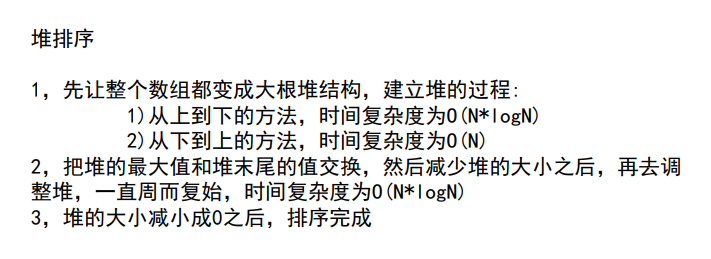 堆排序
1，先让整个数组都变成大根堆结构，建立堆的过程:
1)从上到下的方法，时间复杂度为O(N*logN)
2)从下到上的方法，时间复杂度为O(N)
2，把堆的最大值和堆末尾的值交换，然后减少堆的大小之后，再去调
整堆，一直周而复始，时间复杂度为O(N*logN)
3，堆的大小减小成0之后，排序完成